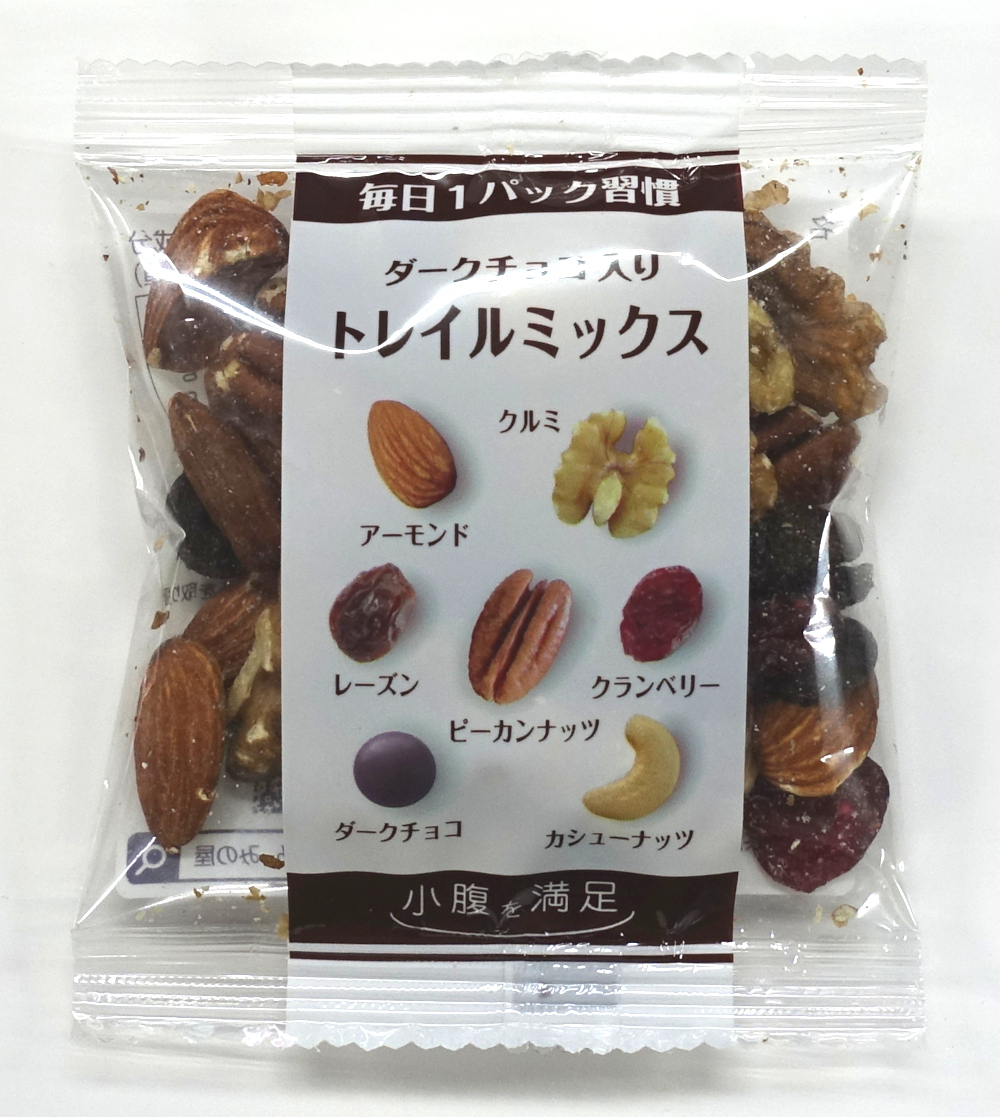 毎日1パック習慣
ダークチョコ入り
トレイルミックス
クルミ
アーモンド
レーズン
クランベリー
ピーカンナッツ
ダークチョコ
カシューナッツ
小腹を満足
みの屋